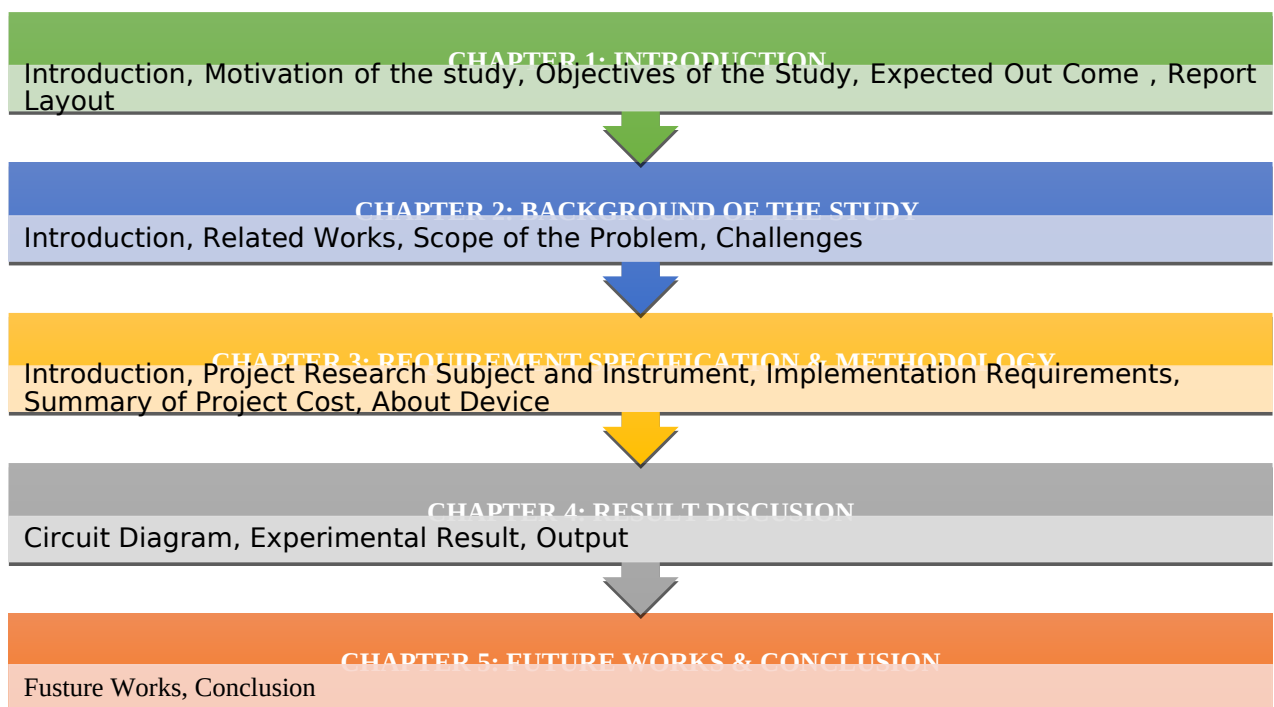 CHAPTER 1: INTRODUCTION
Introduction, Motivation of the study, Objectives of the Study, Expected Out Come , Report
Layout
CHAPTER 2: BACKGROUND OF THE STUDY
Introduction, Related Works, Scope of the Problem, Challenges
CHAPTER 3: REQUIREMENT SPECIFICATION & METHODOLOGY
Introduction, Project Research Subject and Instrument, Implementation Requirements,
Summary of Project Cost, About Device
CHAPTER 4: RESULT DISCUSION
Circuit Diagram, Experimental Result, Output
CHAPTER 5: FUTURE WORKS & CONCLUSION
Fusture Works, Conclusion